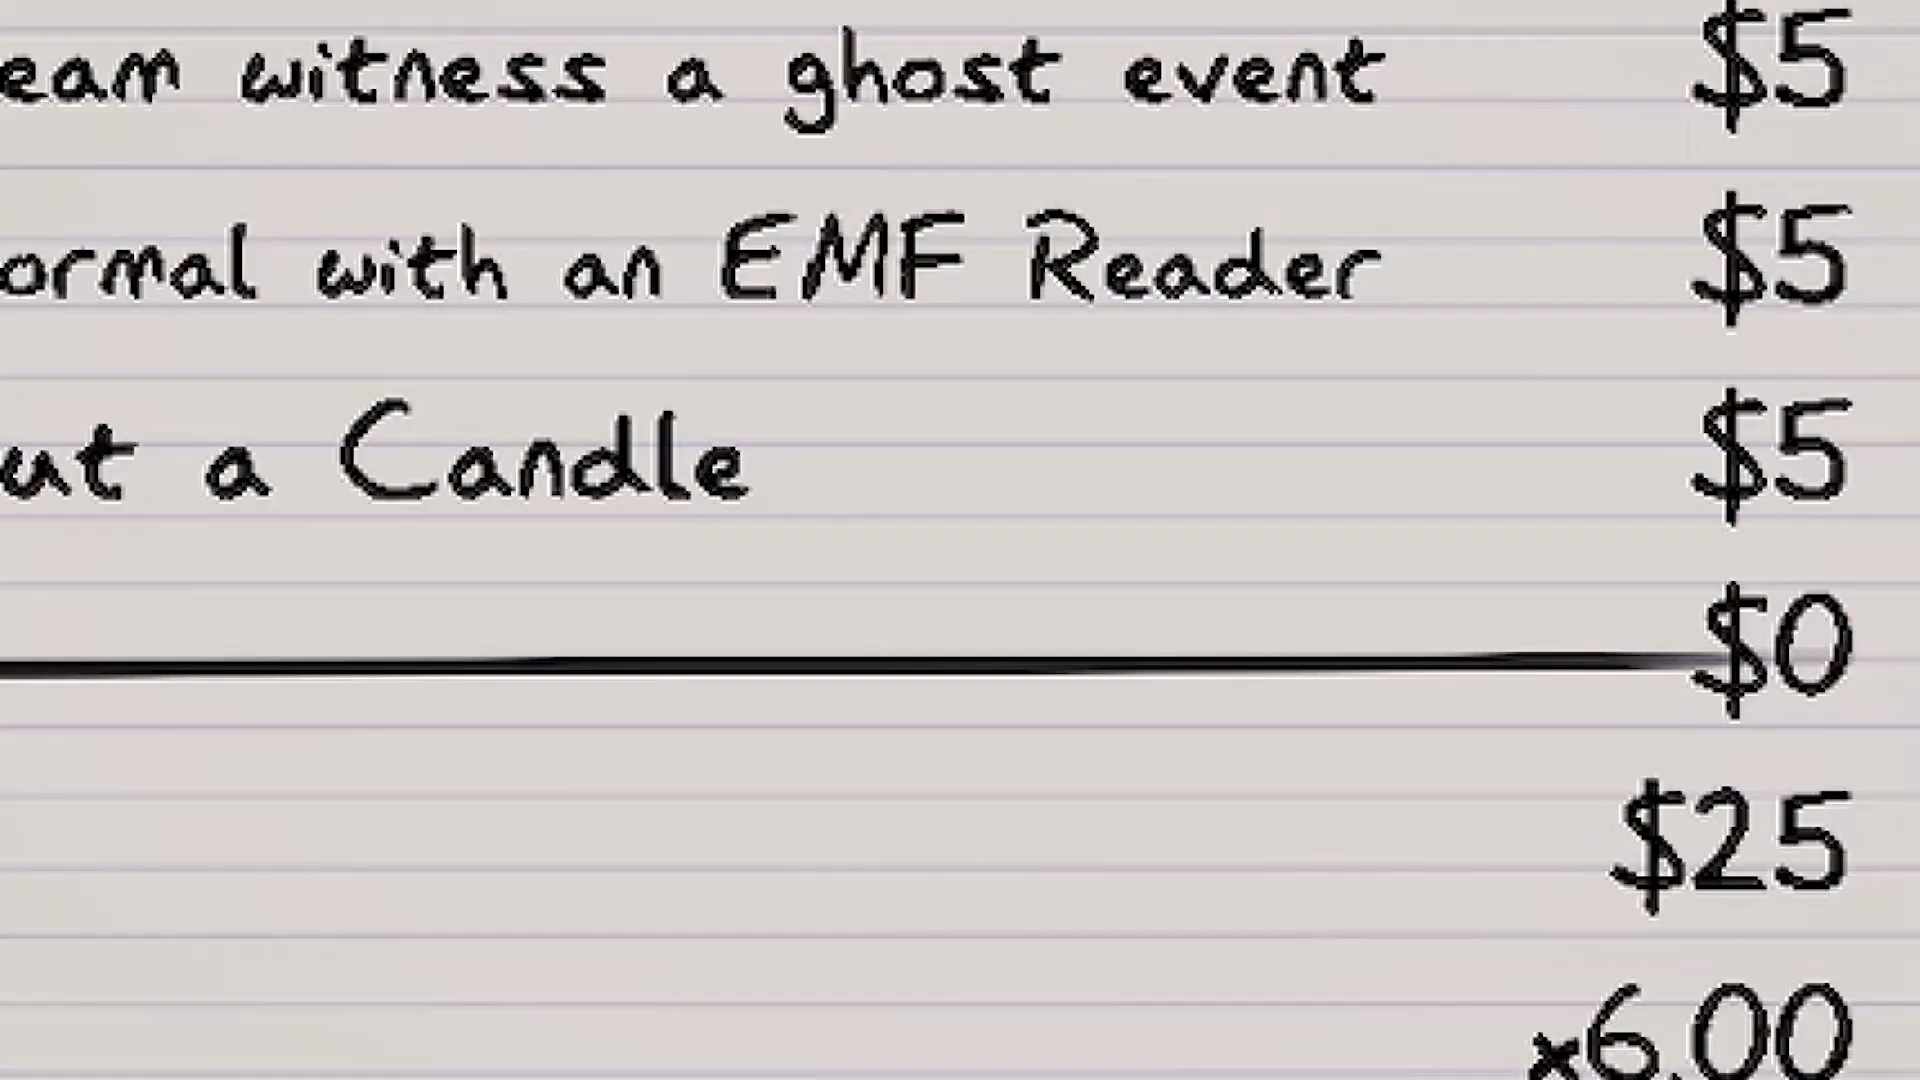 eam witness a ghost event $5
ormal with an EMF Reader $5
ut a Candle $5
$0
$25
x6.00